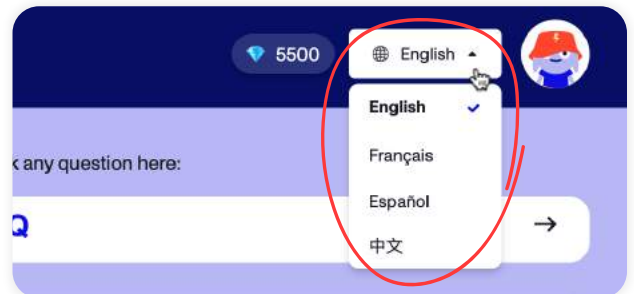 5500
English
English
Français
k any question here:
Español
Q
中文